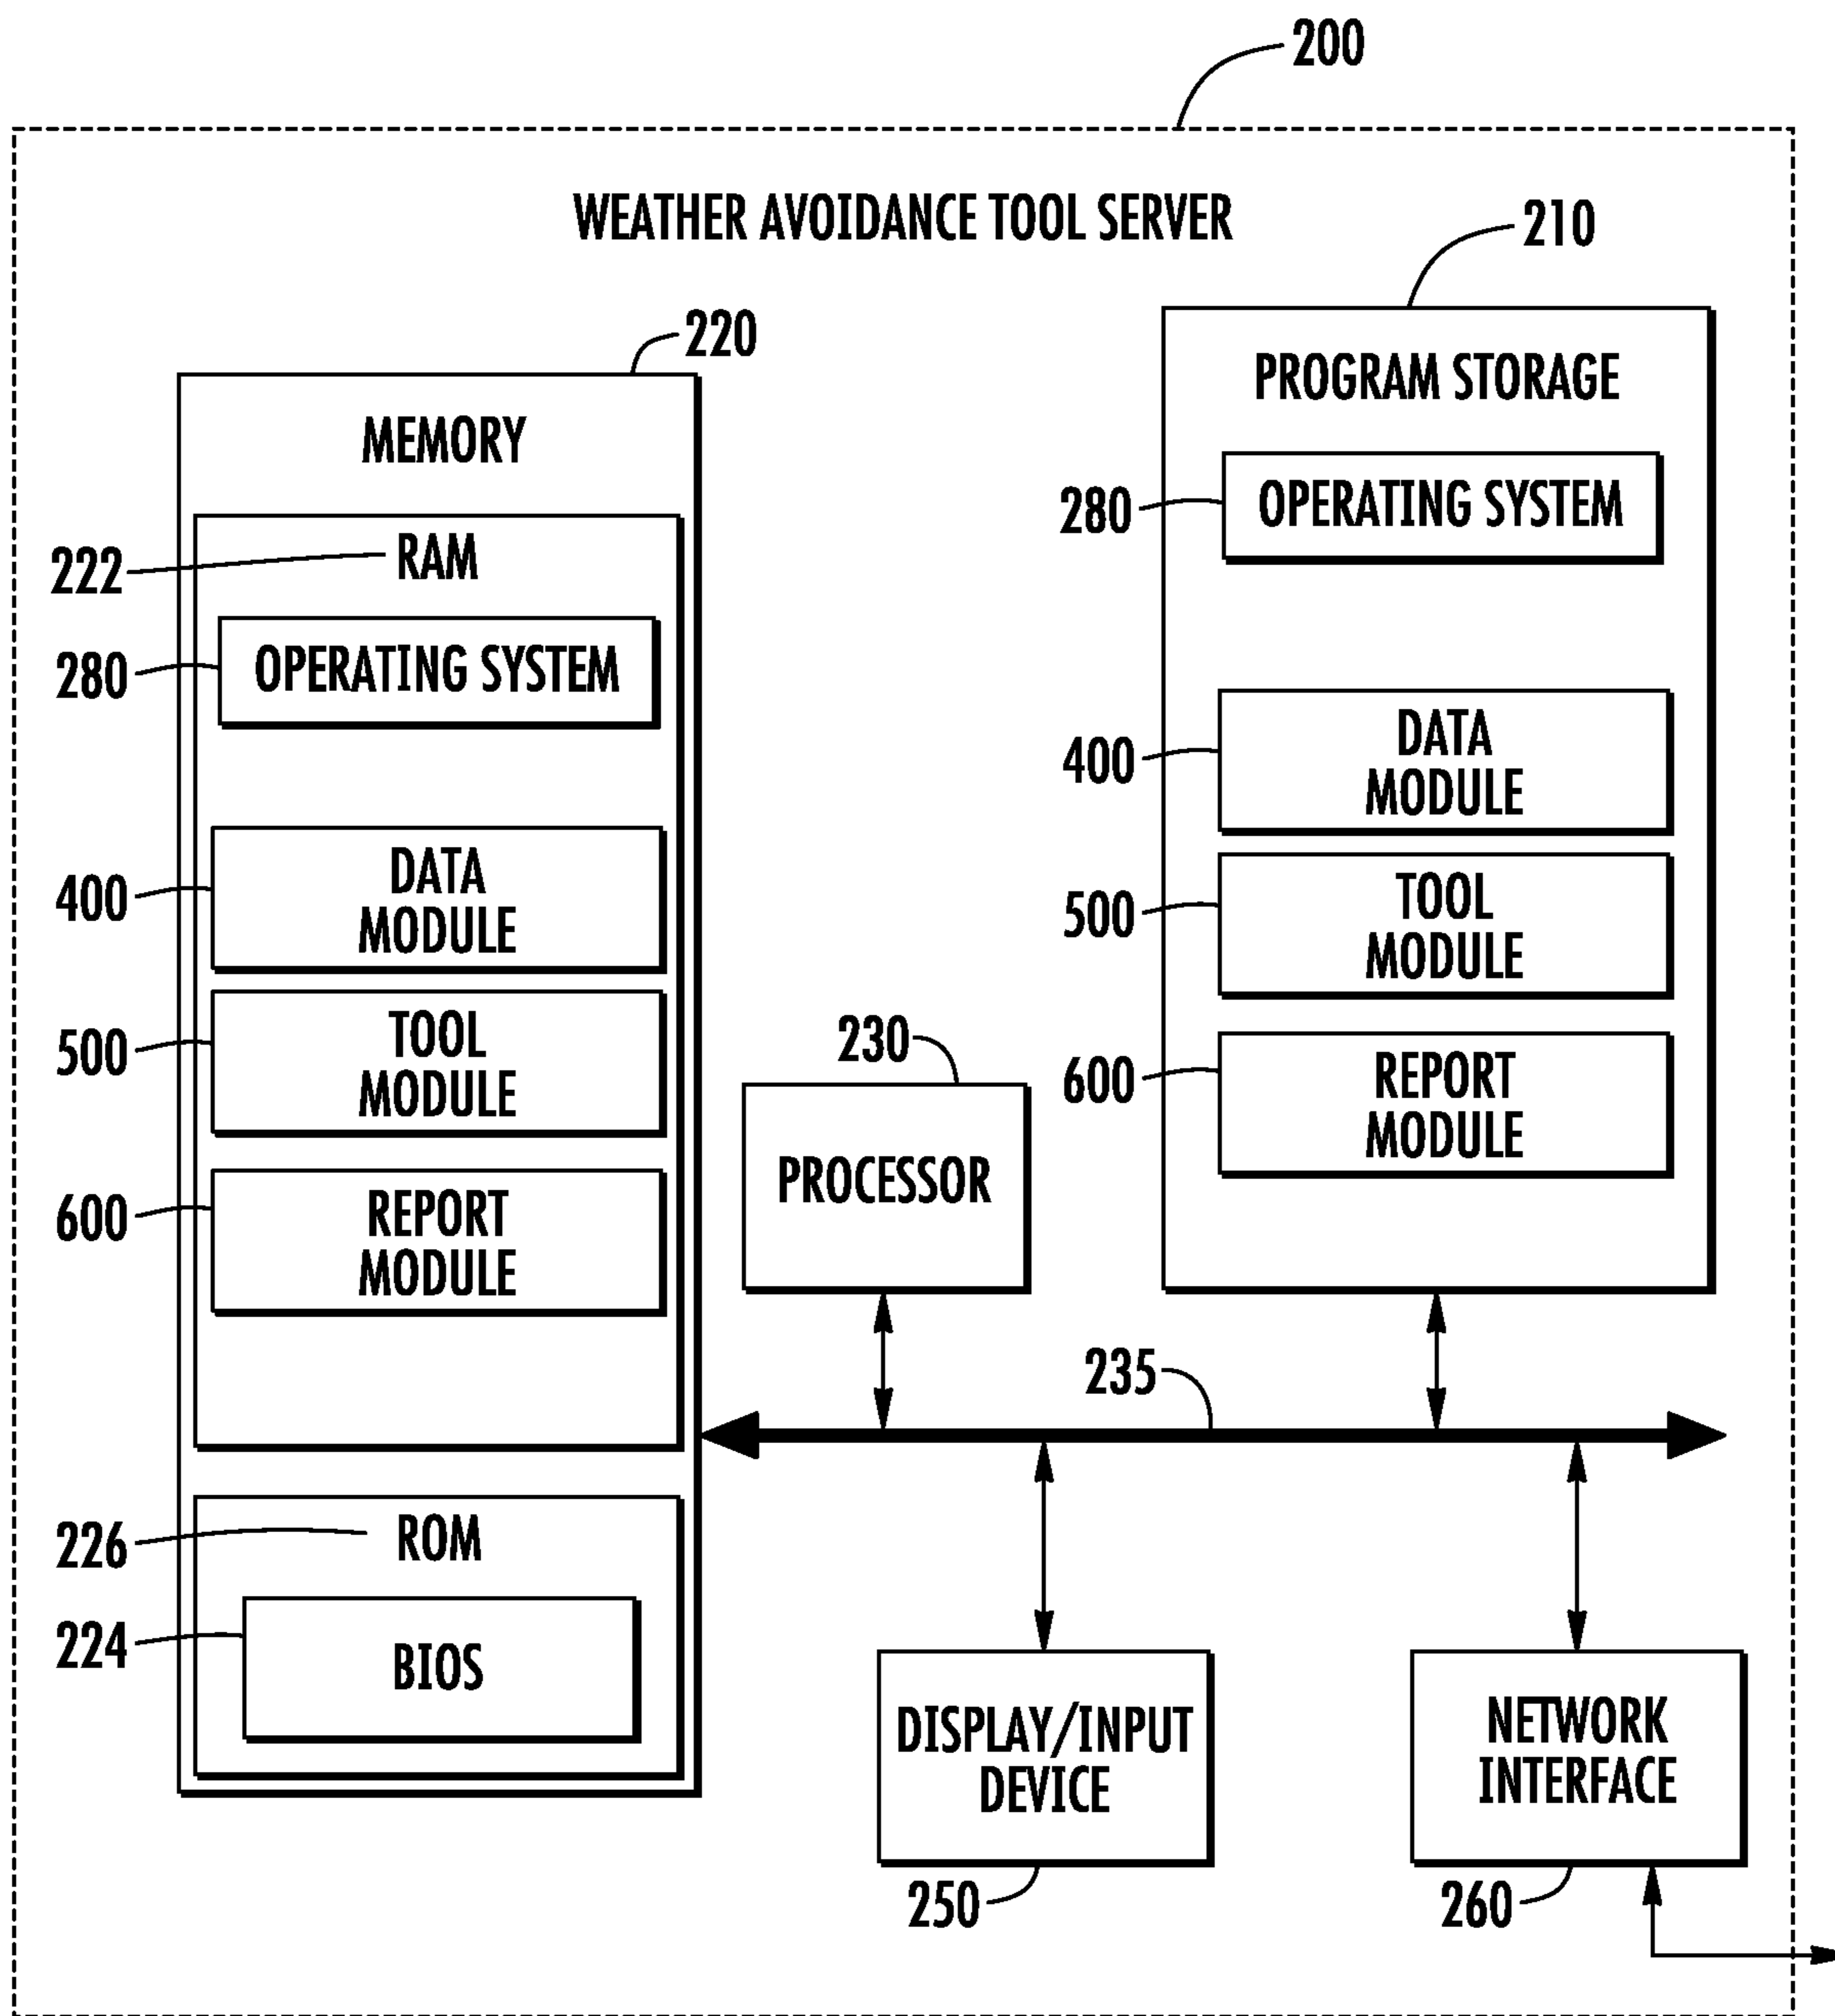 200
WEATHER AVOIDANCE TOOL SERVER
210
220
MEMORY
PROGRAM STORAGE
280
OPERATING SYSTEM
222
RAM
280
OPERATING SYSTEM
400
DATA
MODULE
400
DATA
MODULE
500
TOOL
MODULE
500
TOOL
MODULE
230
PROCESSOR
600
REPORT
MODULE
600
REPORT
MODULE
235
226
ROM
224
BIOS
DISPLAY/INPUT
DEVICE
250
NETWORK
INTERFACE
260